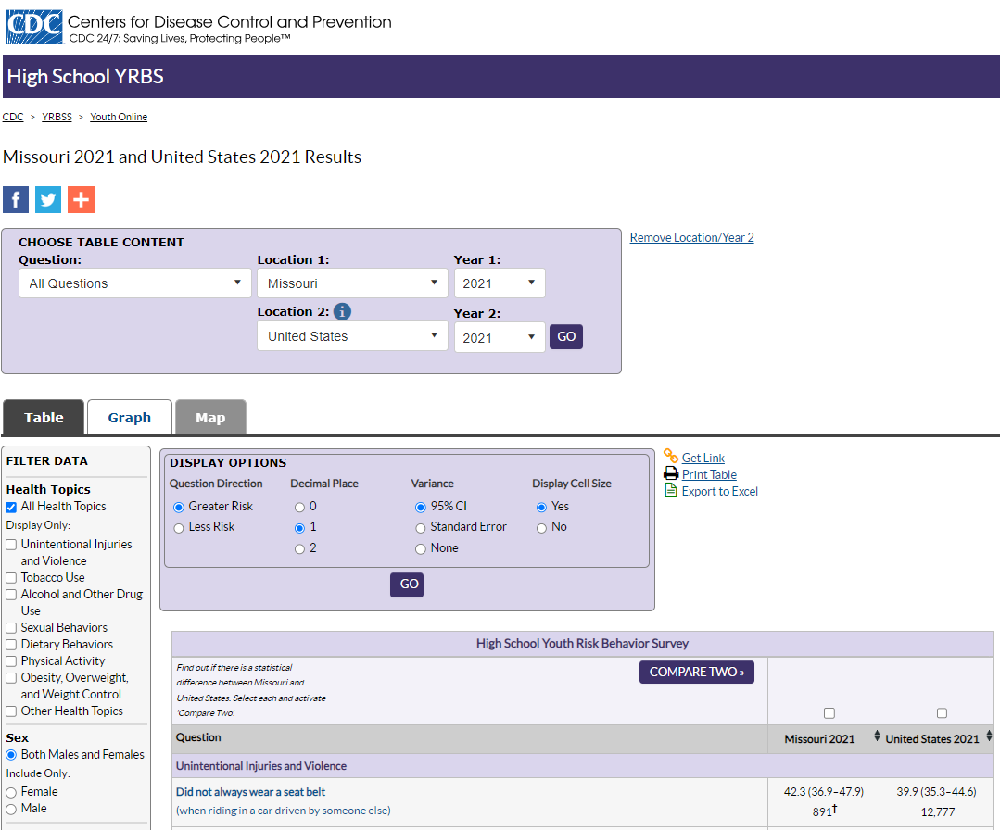 CDC Centers for Disease Control and Prevention
CDC 24/7: Saving Lives, Protecting People™
High School YRBS
CDC > YRBSS > Youth Online
Missouri 2021 and United States 2021 Results
CHOOSE TABLE CONTENT
Question: Location 1: Year 1:
All Questions Missouri 2021
Location 2: i Year 2:
United States 2021 GO
Remove Location/Year 2
Table Graph Map
FILTER DATA
Health Topics
All Health Topics
Display Only:
Unintentional Injuries
and Violence
Tobacco Use
Alcohol and Other Drug
Use
Sexual Behaviors
Dietary Behaviors
Physical Activity
Obesity, Overweight,
and Weight Control
Other Health Topics
Sex
Both Males and Females
Include Only:
Female
Male
DISPLAY OPTIONS
Question Direction Decimal Place Variance Display Cell Size
Greater Risk 0 95% CI Yes
Less Risk 1 Standard Error No
2 None
GO
Get Link
Print Table
Export to Excel
High School Youth Risk Behavior Survey
Find out if there is a statistical
difference between Missouri and
United States. Select each and activate
'Compare Two'.
COMPARE TWO »
Question Missouri 2021 United States 2021
Unintentional Injuries and Violence
Did not always wear a seat belt 42.3 (36.9–47.9) 39.9 (35.3–44.6)
(when riding in a car driven by someone else) 891† 12,777